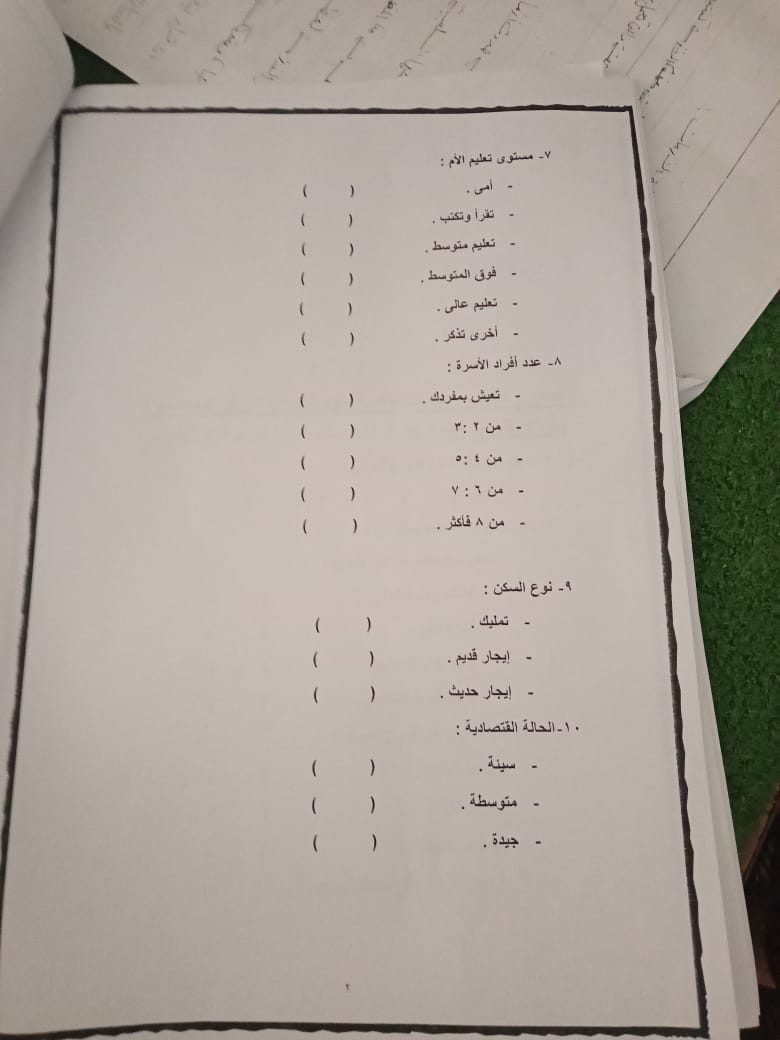 ٧- مستوى تعليم الأم :
- أمى . ( )
- تقرأ وتكتب . ( )
- تعليم متوسط . ( )
- فوق المتوسط . ( )
- تعليم عالى . ( )
- أخرى تذكر . ( )
٨- عدد أفراد الأسرة :
- تعيش بمفردك . ( )
- من ٢ :٣ ( )
- من ٤ :٥ ( )
- من ٦ : ٧ ( )
- من ٨ فأكثر . ( )
٩- نوع السكن :
- تمليك . ( )
- إيجار قديم . ( )
- إيجار حديث . ( )
١٠- الحالة القتصادية :
- سيئة . ( )
- متوسطة . ( )
- جيدة . ( )
٢